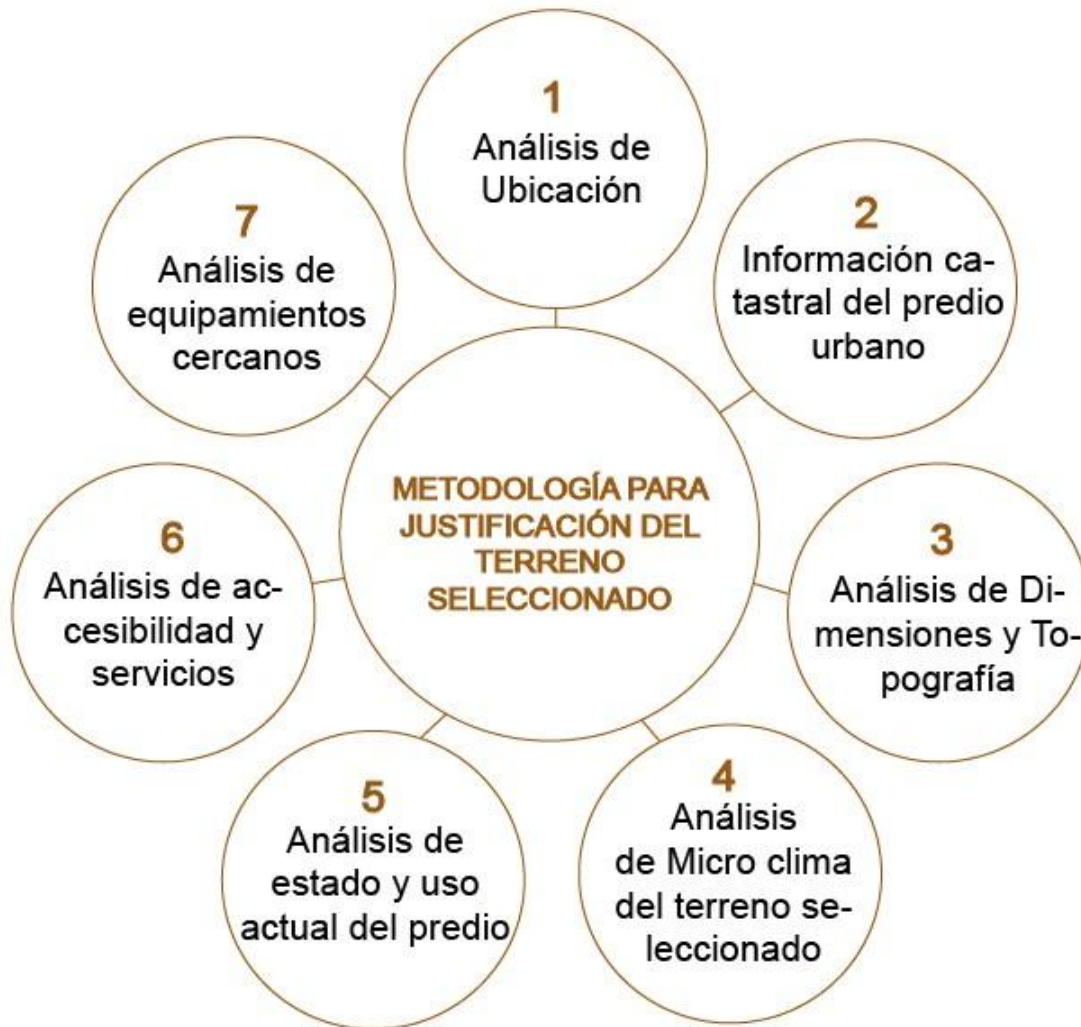 METODOLOGÍA PARA
JUSTIFICACIÓN DEL
TERRENO
SELECCIONADO
1
Análisis de
Ubicación
2
Información ca-
tastral del predio
urbano
3
Análisis de Di-
mensiones y To-
pografía
4
Análisis
de Micro clima
del terreno se-
leccionado
5
Análisis de
estado y uso
actual del predio
6
Análisis de ac-
cesibilidad y
servicios
7
Análisis de
equipamientos
cercanos